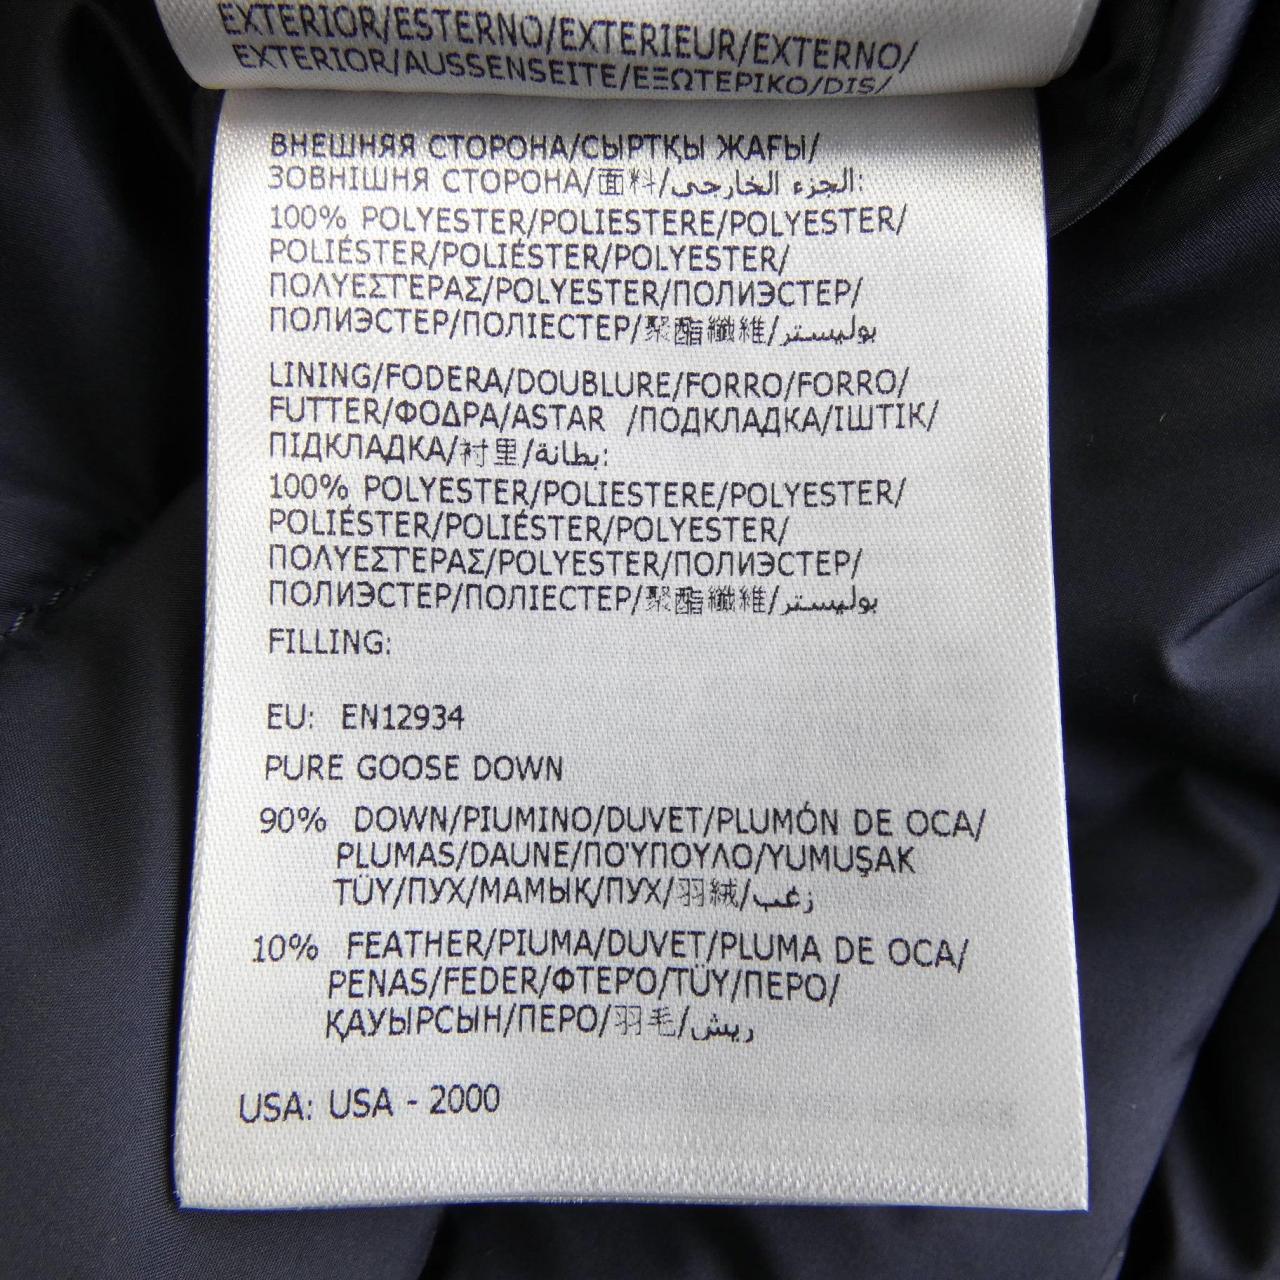 EXTERIOR/ESTERNO/EXTERIEUR/EXTERNO/
EXTERIOR/AUSSENSEITE/ΕΞΩΤΕΡΙΚΟ/DIS/
ВНЕШНЯЯ СТОРОНА/СЫРТҚЫ ЖАҒЫ/
ЗОВНІШНЯ СТОРОНА/面料/الجزء الخارجي:
100% POLYESTER/POLIESTERE/POLYESTER/
POLIÉSTER/POLIÉSTER/POLYESTER/
ΠΟΛΥΕΣΤΕΡΑΣ/POLYESTER/ПОЛИЭСТЕР/
ПОЛИЭСТЕР/ПОЛІЕСТЕР/聚酯纖維/بوليستر
LINING/FODERA/DOUBLURE/FORRO/FORRO/
FUTTER/ΦΟΔΡΑ/ASTAR /ПОДКЛАДКА/ІШТІК/
ПІДКЛАДКА/衬里/بطانة:
100% POLYESTER/POLIESTERE/POLYESTER/
POLIÉSTER/POLIÉSTER/POLYESTER/
ΠΟΛΥΕΣΤΕΡΑΣ/POLYESTER/ПОЛИЭСТЕР/
ПОЛИЭСТЕР/ПОЛІЕСТЕР/聚酯纖維/بوليستر
FILLING:
EU: EN12934
PURE GOOSE DOWN
90% DOWN/PIUMINO/DUVET/PLUMÓN DE OCA/
PLUMAS/DAUNE/ΠΟΎΠΟΥΛΟ/YUMUŞAK
TÜY/ПУХ/МАМЫҚ/ПУХ/羽絨/زغب
10% FEATHER/PIUMA/DUVET/PLUMA DE OCA/
PENAS/FEDER/ΦΤΕΡΌ/TÜY/ПЕРО/
ҚАУЫРСЫН/ПЕРО/羽毛/ريش
USA: USA - 2000